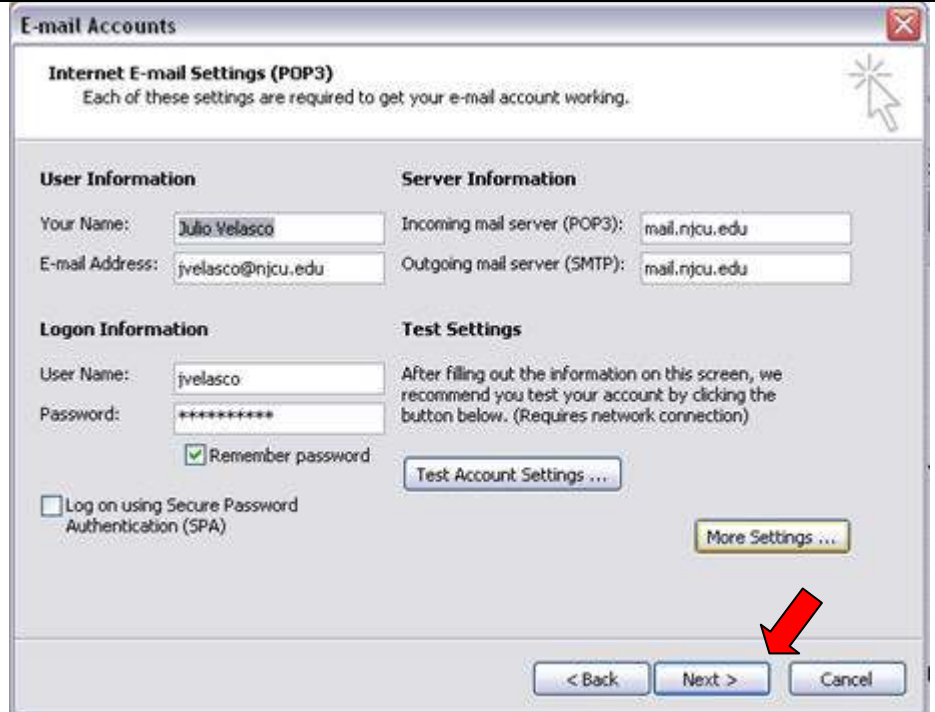 E-mail Accounts
Internet E-mail Settings (POP3)
Each of these settings are required to get your e-mail account working.
User Information
Your Name: Julio Velasco
E-mail Address: jvelasco@njcu.edu
Server Information
Incoming mail server (POP3): mail.njcu.edu
Outgoing mail server (SMTP): mail.njcu.edu
Logon Information
User Name: jvelasco
Password: **********
Remember password
Log on using Secure Password
Authentication (SPA)
Test Settings
After filling out the information on this screen, we
recommend you test your account by clicking the
button below. (Requires network connection)
Test Account Settings ...
More Settings ...
< Back
Next >
Cancel